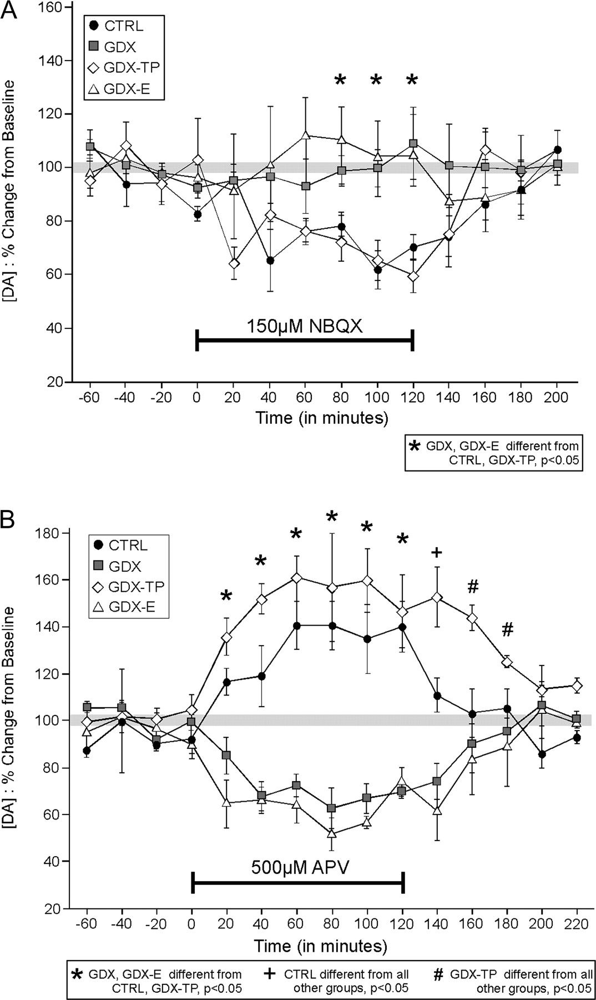 A
160
140
120
100
80
60
40
20
[DA] : % Change from Baseline
CTRL
GDX
GDX-TP
GDX-E
* * *
150µM NBQX
-60 -40 -20 0 20 40 60 80 100 120 140 160 180 200
Time (in minutes)
* GDX, GDX-E different from
CTRL, GDX-TP, p<0.05
B
180
160
140
120
100
80
60
40
20
[DA] : % Change from Baseline
CTRL
GDX
GDX-TP
GDX-E
* * * * * * + # #
500µM APV
-60 -40 -20 0 20 40 60 80 100 120 140 160 180 200 220
Time (in minutes)
* GDX, GDX-E different from
CTRL, GDX-TP, p<0.05
+ CTRL different from all
other groups, p<0.05
# GDX-TP different from all
other groups, p<0.05